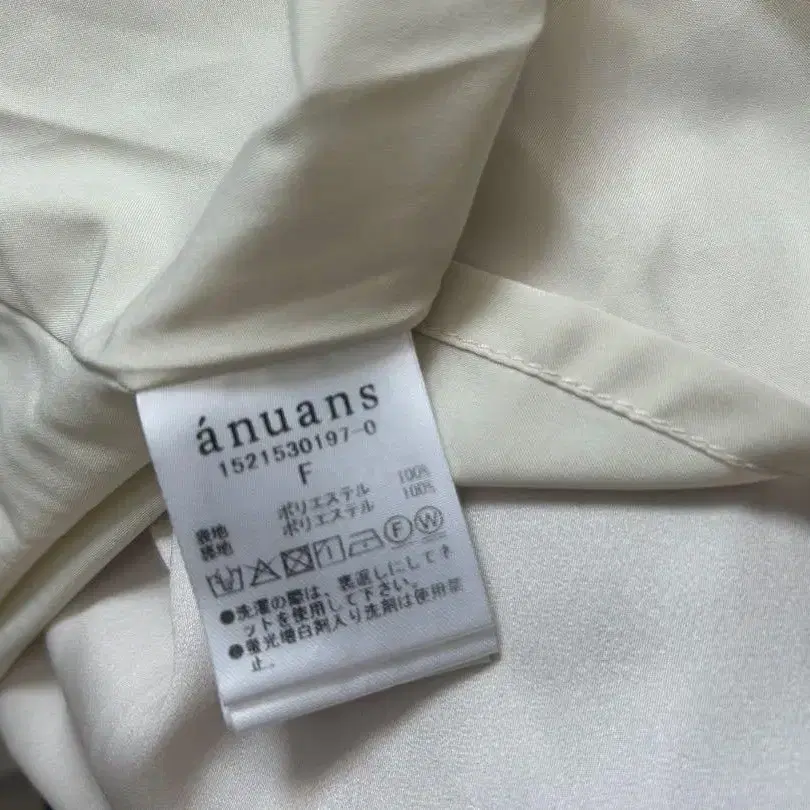 ánuans
1521530197-0
F
表地 ポリエステル 100%
裏地 ポリエステル 100%
F W
●洗濯の際は、裏返しにしてネ
ットを使用して下さい。
●蛍光増白剤入り洗剤は使用禁
止。